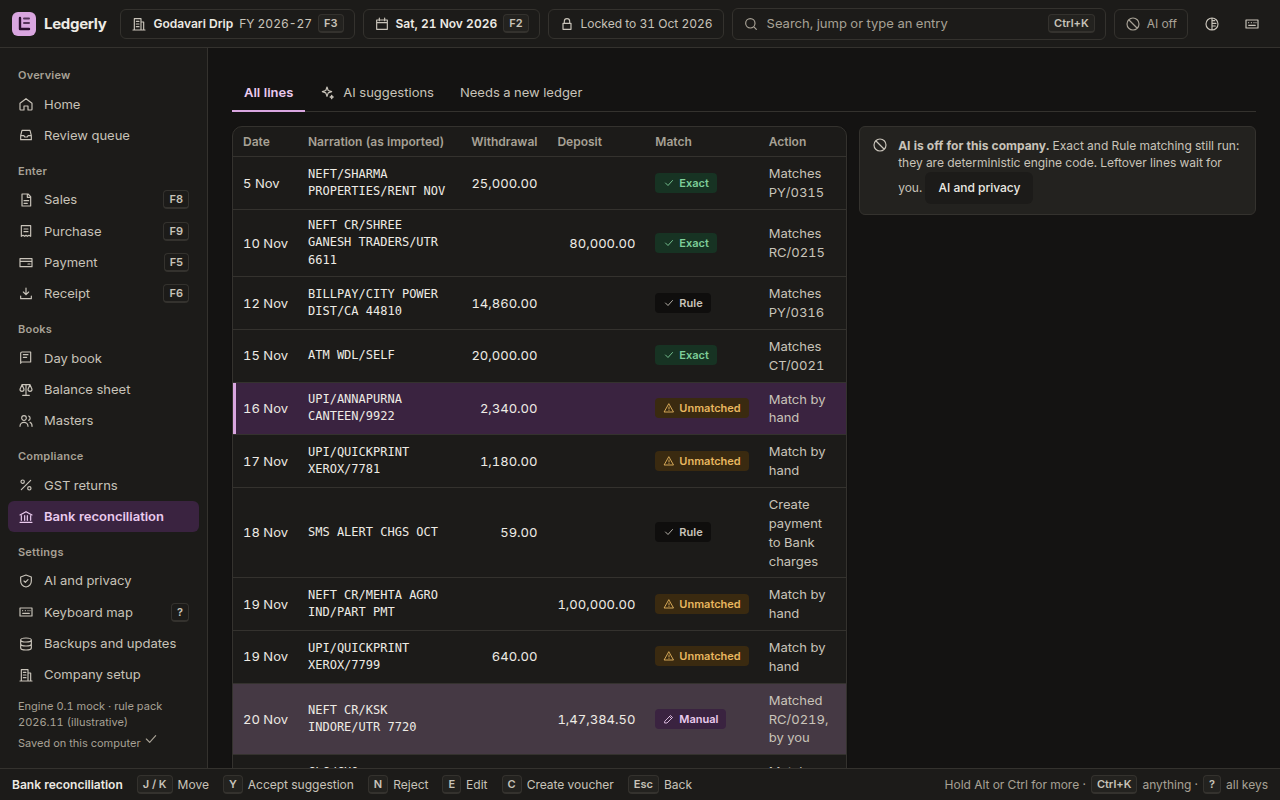 Ledgerly
Godavari Drip FY 2026-27 F3
Sat, 21 Nov 2026 F2
Locked to 31 Oct 2026
Search, jump or type an entry Ctrl+K
AI off
Overview
Home
Review queue
Enter
Sales F8
Purchase F9
Payment F5
Receipt F6
Books
Day book
Balance sheet
Masters
Compliance
GST returns
Bank reconciliation
Settings
AI and privacy
Keyboard map ?
Backups and updates
Company setup
Engine 0.1 mock · rule pack
2026.11 (illustrative)
Saved on this computer
All lines AI suggestions Needs a new ledger
Date Narration (as imported) Withdrawal Deposit Match Action
5 Nov NEFT/SHARMA PROPERTIES/RENT NOV 25,000.00 Exact Matches PY/0315
10 Nov NEFT CR/SHREE GANESH TRADERS/UTR 6611 80,000.00 Exact Matches RC/0215
12 Nov BILLPAY/CITY POWER DIST/CA 44810 14,860.00 Rule Matches PY/0316
15 Nov ATM WDL/SELF 20,000.00 Exact Matches CT/0021
16 Nov UPI/ANNAPURNA CANTEEN/9922 2,340.00 Unmatched Match by hand
17 Nov UPI/QUICKPRINT XEROX/7781 1,180.00 Unmatched Match by hand
18 Nov SMS ALERT CHGS OCT 59.00 Rule Create payment to Bank charges
19 Nov NEFT CR/MEHTA AGRO IND/PART PMT 1,00,000.00 Unmatched Match by hand
19 Nov UPI/QUICKPRINT XEROX/7799 640.00 Unmatched Match by hand
20 Nov NEFT CR/KSK INDORE/UTR 7720 1,47,384.50 Manual Matched RC/0219, by you
AI is off for this company. Exact and Rule matching still run:
they are deterministic engine code. Leftover lines wait for
you. AI and privacy
Bank reconciliation J / K Move Y Accept suggestion N Reject E Edit C Create voucher Esc Back
Hold Alt or Ctrl for more · Ctrl+K anything · ? all keys